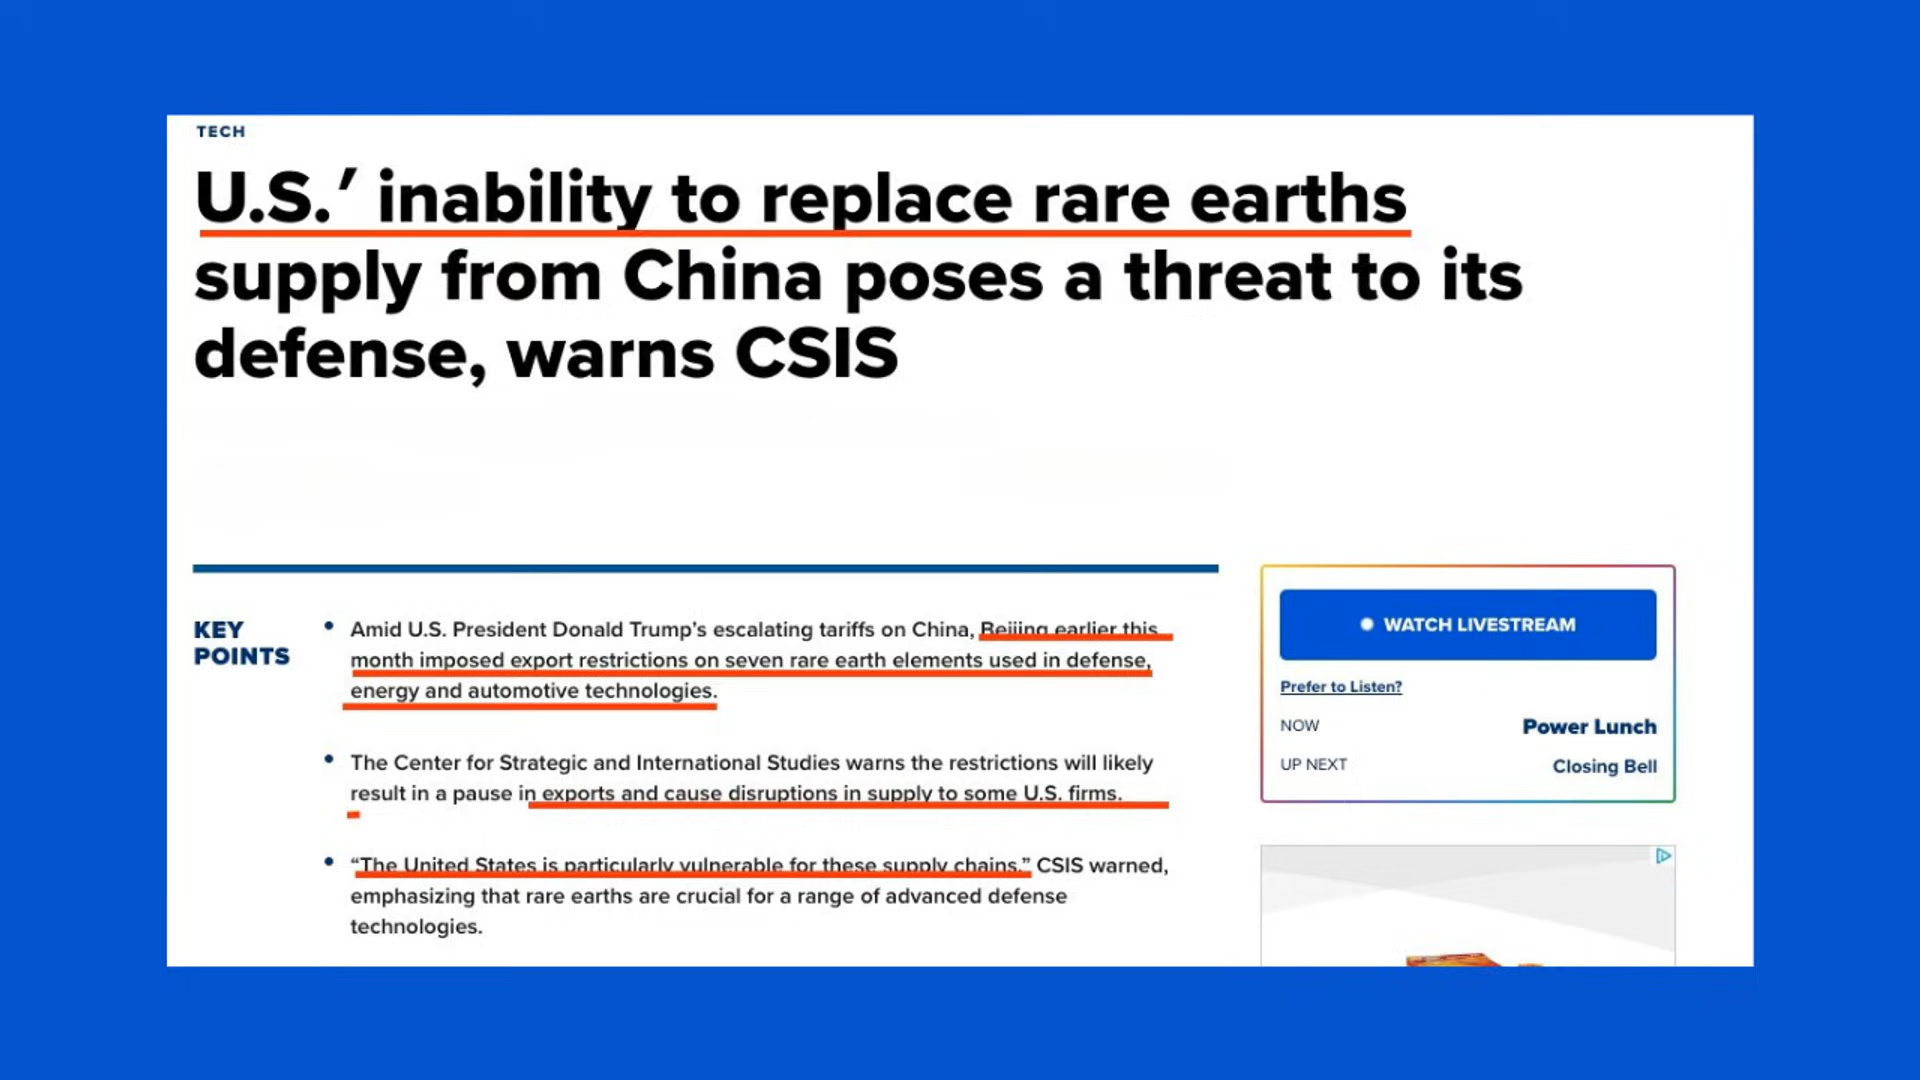 TECH
U.S.’ inability to replace rare earths
supply from China poses a threat to its
defense, warns CSIS
KEY
POINTS
Amid U.S. President Donald Trump’s escalating tariffs on China, Beijing earlier this
month imposed export restrictions on seven rare earth elements used in defense,
energy and automotive technologies.
The Center for Strategic and International Studies warns the restrictions will likely
result in a pause in exports and cause disruptions in supply to some U.S. firms.
“The United States is particularly vulnerable for these supply chains.” CSIS warned,
emphasizing that rare earths are crucial for a range of advanced defense
technologies.
WATCH LIVESTREAM
Prefer to Listen?
NOW Power Lunch
UP NEXT Closing Bell